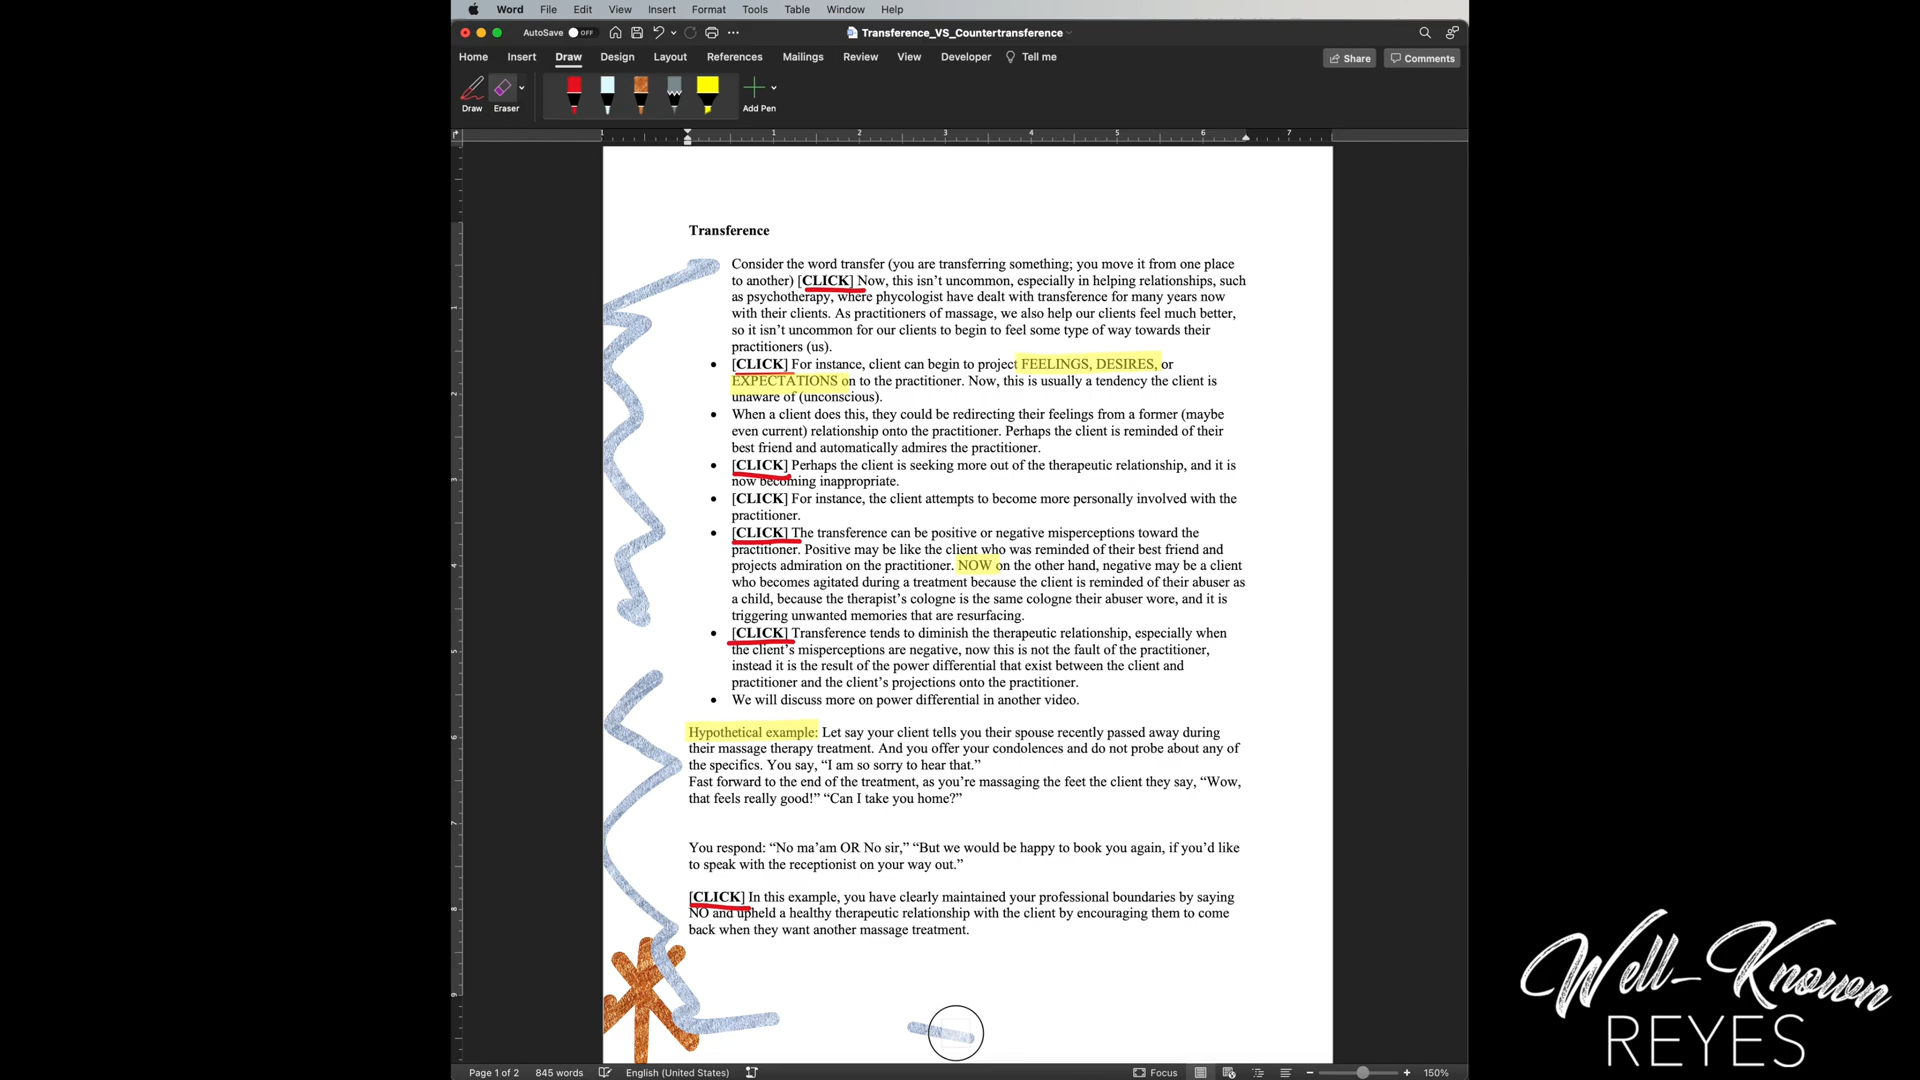 Word File Edit View Insert Format Tools Table Window Help
AutoSave OFF Transference_VS_Countertransference
Home Insert Draw Design Layout References Mailings Review View Developer Tell me Share Comments
Draw Eraser Add Pen
1 1 2 3 4 5 6 7
Transference
Consider the word transfer (you are transferring something; you move it from one place
to another) [CLICK] Now, this isn’t uncommon, especially in helping relationships, such
as psychotherapy, where phycologist have dealt with transference for many years now
with their clients. As practitioners of massage, we also help our clients feel much better,
so it isn’t uncommon for our clients to begin to feel some type of way towards their
practitioners (us).
• [CLICK] For instance, client can begin to project FEELINGS, DESIRES, or
EXPECTATIONS on to the practitioner. Now, this is usually a tendency the client is
unaware of (unconscious).
• When a client does this, they could be redirecting their feelings from a former (maybe
even current) relationship onto the practitioner. Perhaps the client is reminded of their
best friend and automatically admires the practitioner.
• [CLICK] Perhaps the client is seeking more out of the therapeutic relationship, and it is
now becoming inappropriate.
• [CLICK] For instance, the client attempts to become more personally involved with the
practitioner.
• [CLICK] The transference can be positive or negative misperceptions toward the
practitioner. Positive may be like the client who was reminded of their best friend and
projects admiration on the practitioner. NOW on the other hand, negative may be a client
who becomes agitated during a treatment because the client is reminded of their abuser as
a child, because the therapist’s cologne is the same cologne their abuser wore, and it is
triggering unwanted memories that are resurfacing.
• [CLICK] Transference tends to diminish the therapeutic relationship, especially when
the client’s misperceptions are negative, now this is not the fault of the practitioner,
instead it is the result of the power differential that exist between the client and
practitioner and the client’s projections onto the practitioner.
• We will discuss more on power differential in another video.
Hypothetical example: Let say your client tells you their spouse recently passed away during
their massage therapy treatment. And you offer your condolences and do not probe about any of
the specifics. You say, “I am so sorry to hear that.”
Fast forward to the end of the treatment, as you’re massaging the feet the client they say, “Wow,
that feels really good!” “Can I take you home?”
You respond: “No ma’am OR No sir,” “But we would be happy to book you again, if you’d like
to speak with the receptionist on your way out.”
[CLICK] In this example, you have clearly maintained your professional boundaries by saying
NO and upheld a healthy therapeutic relationship with the client by encouraging them to come
back when they want another massage treatment.
Page 1 of 2 845 words English (United States) Focus 150%
Well-Known
REYES